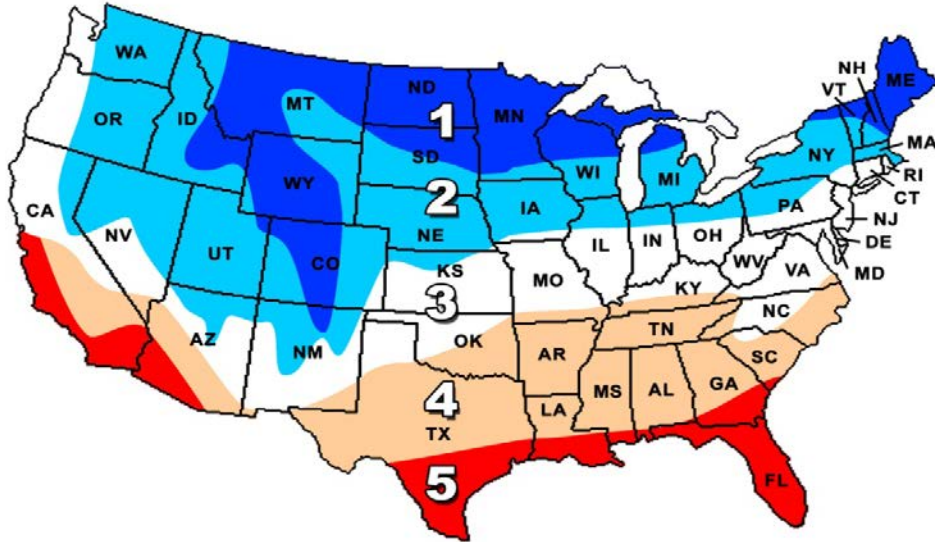 WA
OR
ID
MT
ND
MN
1
SD
WY
2
WI
MI
NY
VT
NH
ME
MA
RI
CT
NJ
DE
MD
PA
CA
NV
UT
CO
NE
IA
KS
3
MO
IL
IN
OH
WV
VA
KY
NC
TN
SC
AZ
NM
OK
AR
MS
AL
GA
LA
4
TX
5
FL